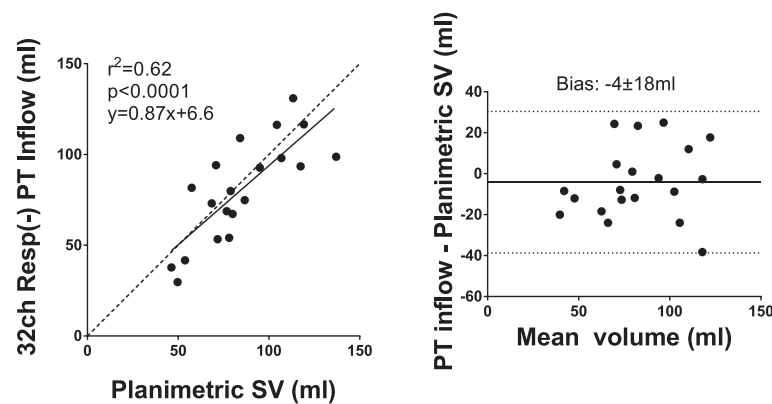 32ch Resp(-) PT Inflow (ml)
150
100
50
0
r²=0.62
p<0.0001
y=0.87x+6.6
0 50 100 150
Planimetric SV (ml)
PT inflow - Planimetric SV (ml)
Bias: -4±18ml
40
20
0
-20
-40
-60
0 50 100 150
Mean volume (ml)